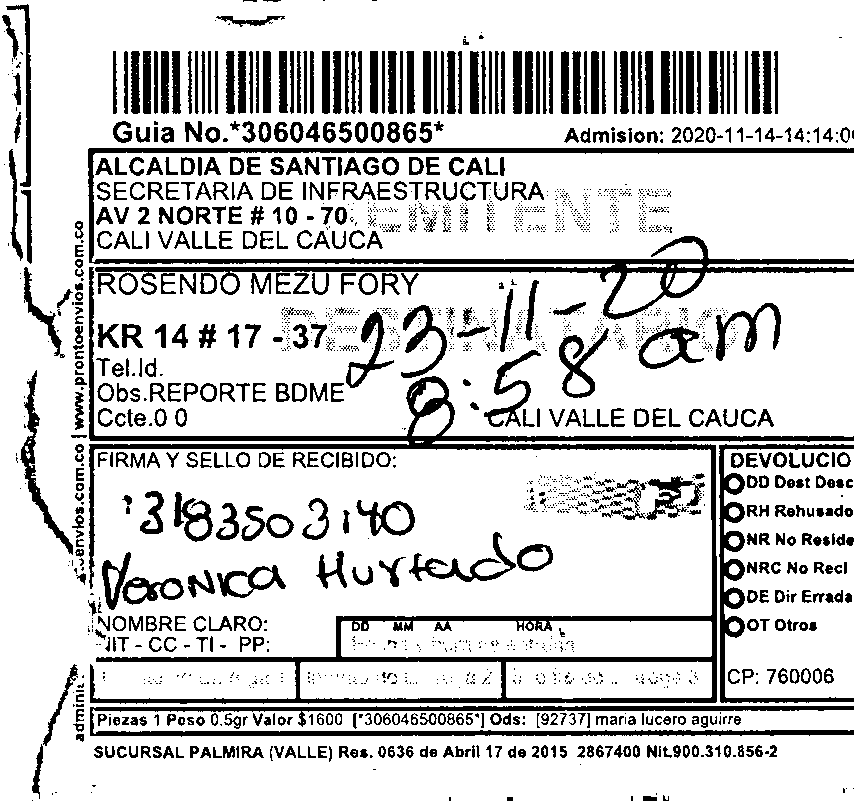 Guia No.*306046500865*
Admision: 2020-11-14-14:14:0
ALCALDIA DE SANTIAGO DE CALI
SECRETARIA DE INFRAESTRUCTURA
REMITENTE
AV 2 NORTE # 10 - 70
CALI VALLE DEL CAUCA
ROSENDO MEZU FORY
DESTINATARIO
KR 14 # 17 - 37
23-11-20
8:58 am
Tel.Id.
Obs.REPORTE BDME
Ccte.0 0
CALI VALLE DEL CAUCA
www.prontoenvios.com.co
FIRMA Y SELLO DE RECIBIDO:
3183503140
Veronica Hurtado
NOMBRE CLARO:
NIT - CC - TI - PP:
DD MM AA HORA
DEVOLUCIO
DD Dest Desc
RH Rehusado
NR No Reside
NRC No Recl
DE Dir Errada
OT Otros
CP: 760006
Piezas 1 Peso 0.5gr Valor $1600 [*306046500865*] Ods: [92737] maria lucero aguirre
SUCURSAL PALMIRA (VALLE) Res. 0636 de Abril 17 de 2015 2867400 Nit.900.310.856-2